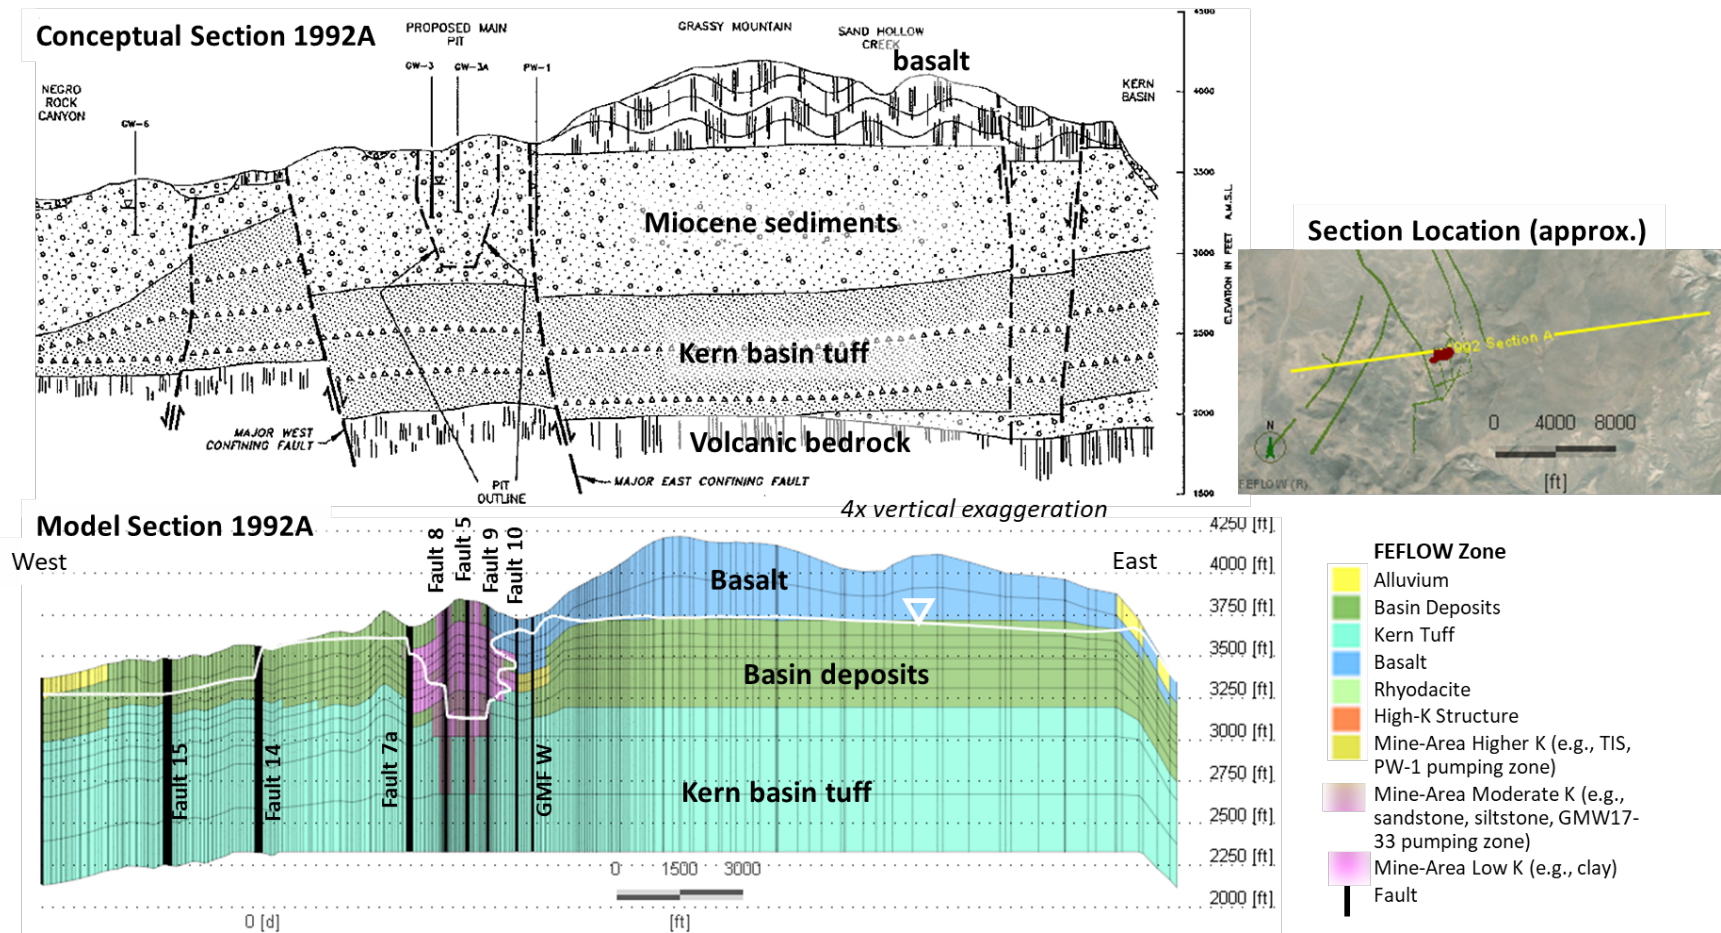 Conceptual Section 1992A
PROPOSED MAIN
PIT
GRASSY MOUNTAIN
SAND HOLLOW
CREEK
basalt
4500
GW-3
GW-3A
PW-1
NEGRO
ROCK
CANYON
KERN
BASIN
4000
GW-6
3500
Miocene sediments
ELEVATION IN FEET A.M.S.L.
3000
2500
Kern basin tuff
2000
MAJOR WEST
CONFINING FAULT
Volcanic bedrock
PIT
OUTLINE
MAJOR EAST CONFINING FAULT
1500
Section Location (approx.)
1992 Section A
N
0 4000 8000
[ft]
FEFLOW (R)
4x vertical exaggeration
Model Section 1992A
West
East
Fault 8
Fault 5
Fault 9
Fault 10
4250 [ft]
4000 [ft]
3750 [ft]
3500 [ft]
3250 [ft]
3000 [ft]
2750 [ft]
2500 [ft]
2250 [ft]
2000 [ft]
Basalt
Basin deposits
Kern basin tuff
Fault 15
Fault 14
Fault 7a
GMF W
0 1500 3000
0 [d]
[ft]
FEFLOW Zone
Alluvium
Basin Deposits
Kern Tuff
Basalt
Rhyodacite
High-K Structure
Mine-Area Higher K (e.g., TIS,
PW-1 pumping zone)
Mine-Area Moderate K (e.g.,
sandstone, siltstone, GMW17-
33 pumping zone)
Mine-Area Low K (e.g., clay)
Fault